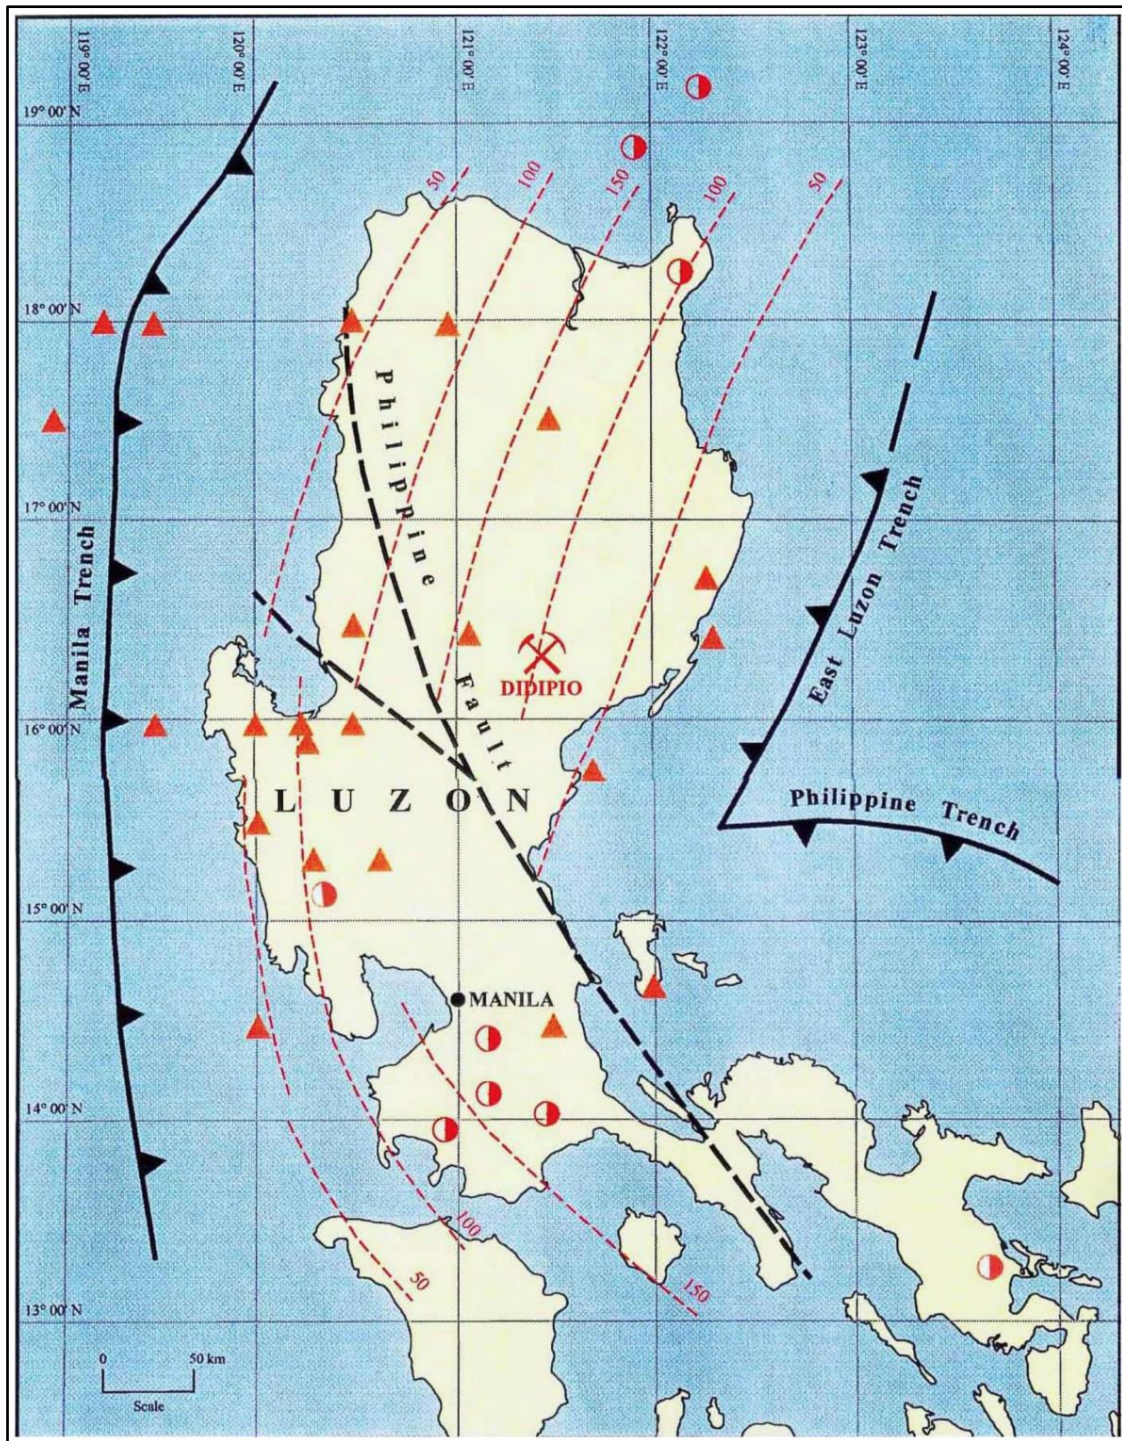 119°00' E
120°00' E
121°00' E
122°00' E
123°00' E
124°00' E
19°00' N
50
100
150
100
50
18°00' N
Philippine Fault
17°00' N
Manila Trench
East Luzon Trench
DIDIPIO
16°00' N
LUZON
Philippine Trench
15°00' N
MANILA
14°00' N
100
50
150
13°00' N
0 50 km
Scale